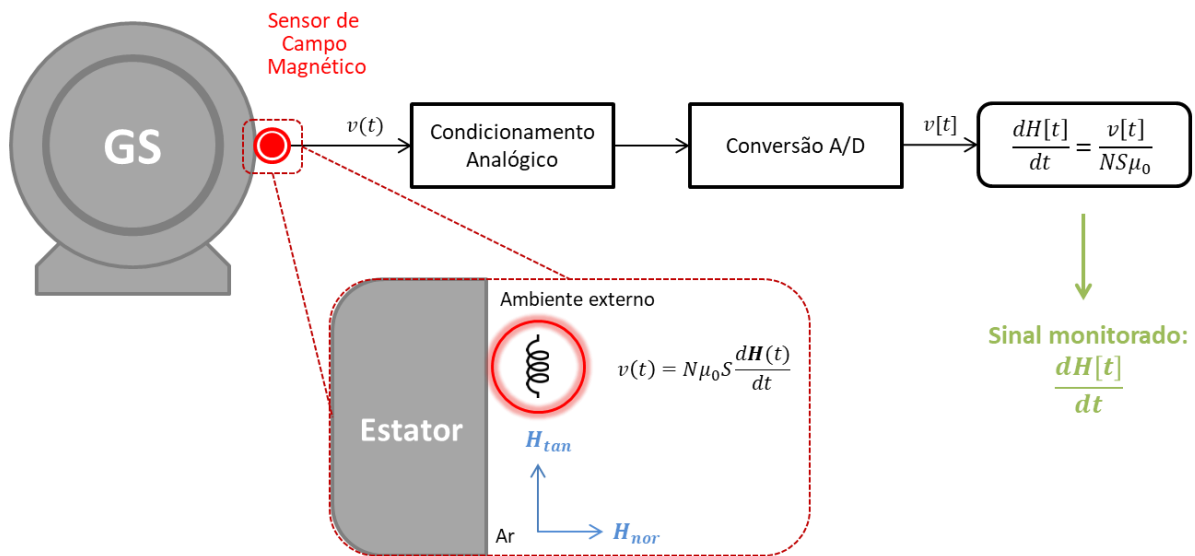 Sensor de
Campo
Magnético
GS
v(t)
Condicionamento
Analógico
Conversão A/D
v[t]
dH[t]/dt = v[t]/NSμ₀
Ambiente externo
v(t) = Nμ₀S dH(t)/dt
Estator
H_tan
Ar
H_nor
Sinal monitorado:
dH[t]/dt